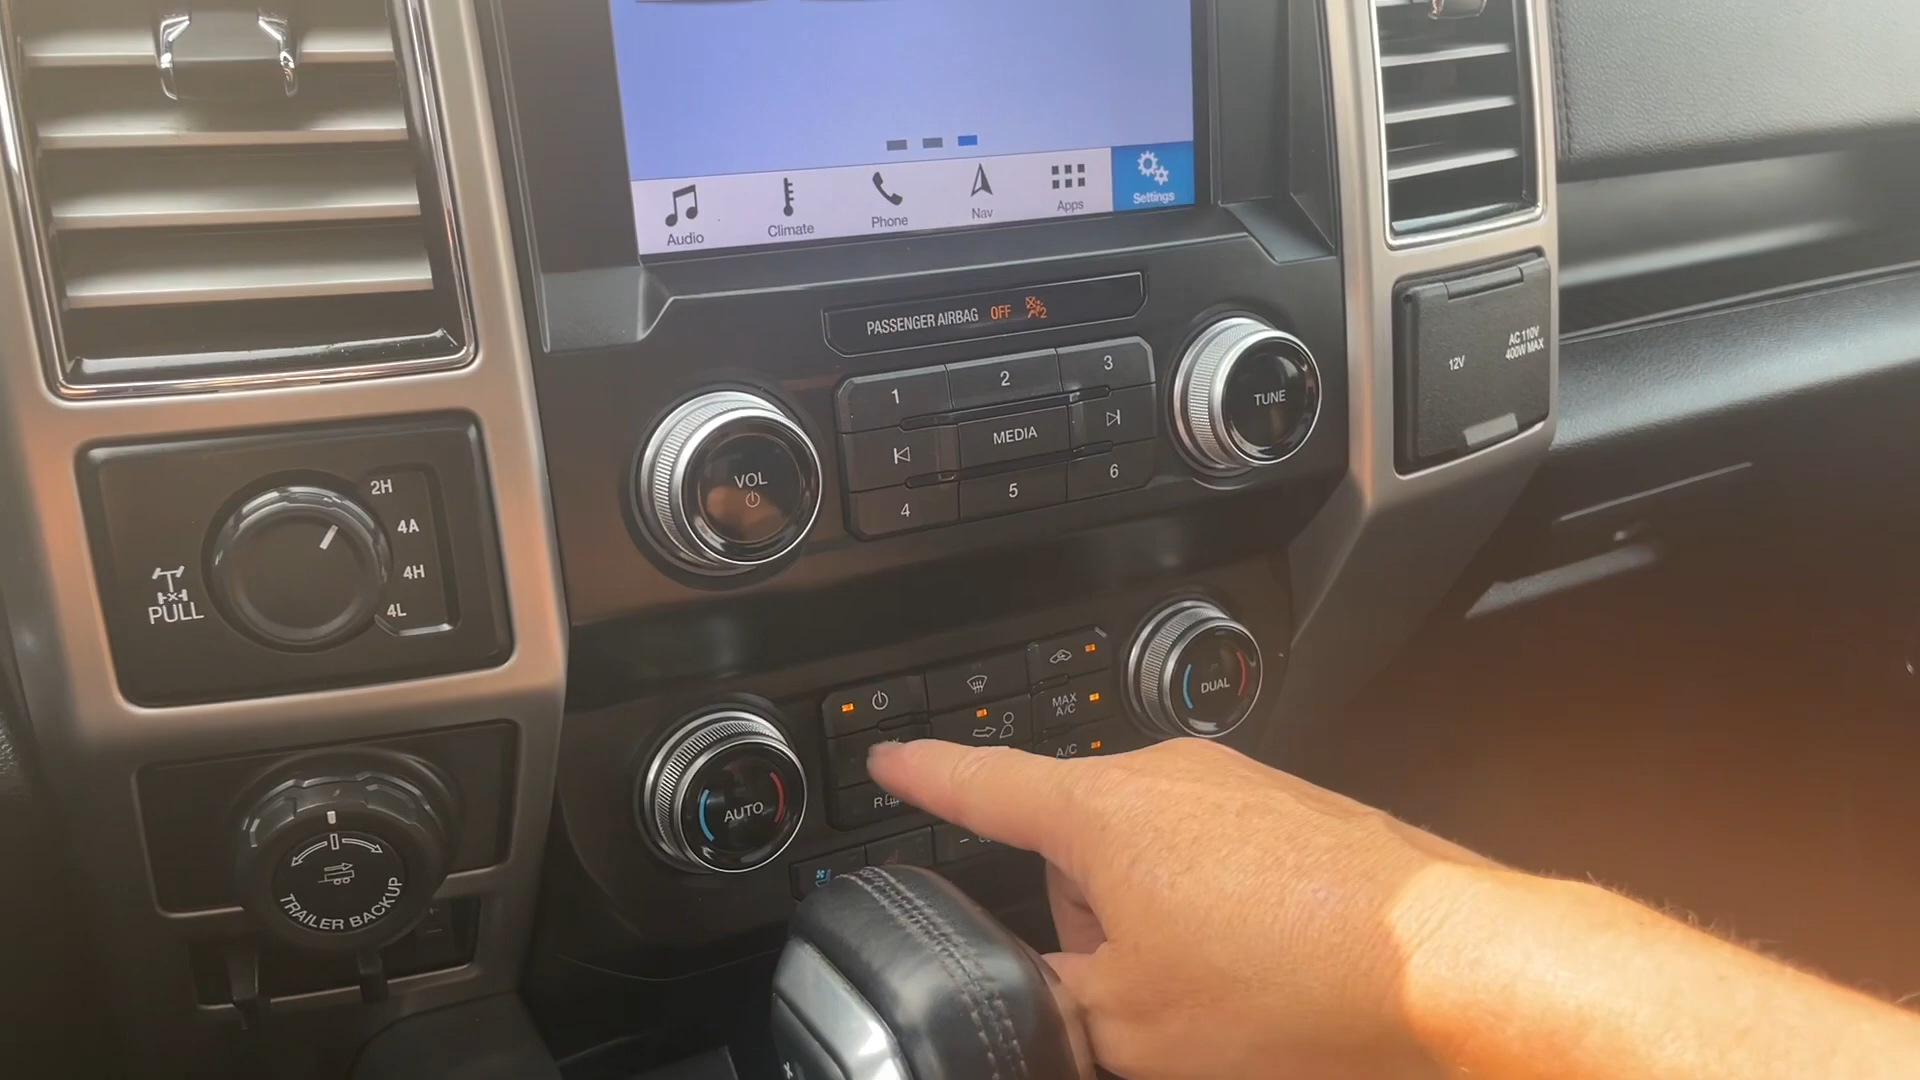 Audio
Climate
Phone
Nav
Apps
Settings
PASSENGER AIRBAG OFF
2
1
2
3
MEDIA
4
5
6
VOL
TUNE
12V
AC 110V
400W MAX
2H
4A
4H
4L
PULL
MAX
A/C
A/C
R
AUTO
DUAL
TRAILER BACKUP